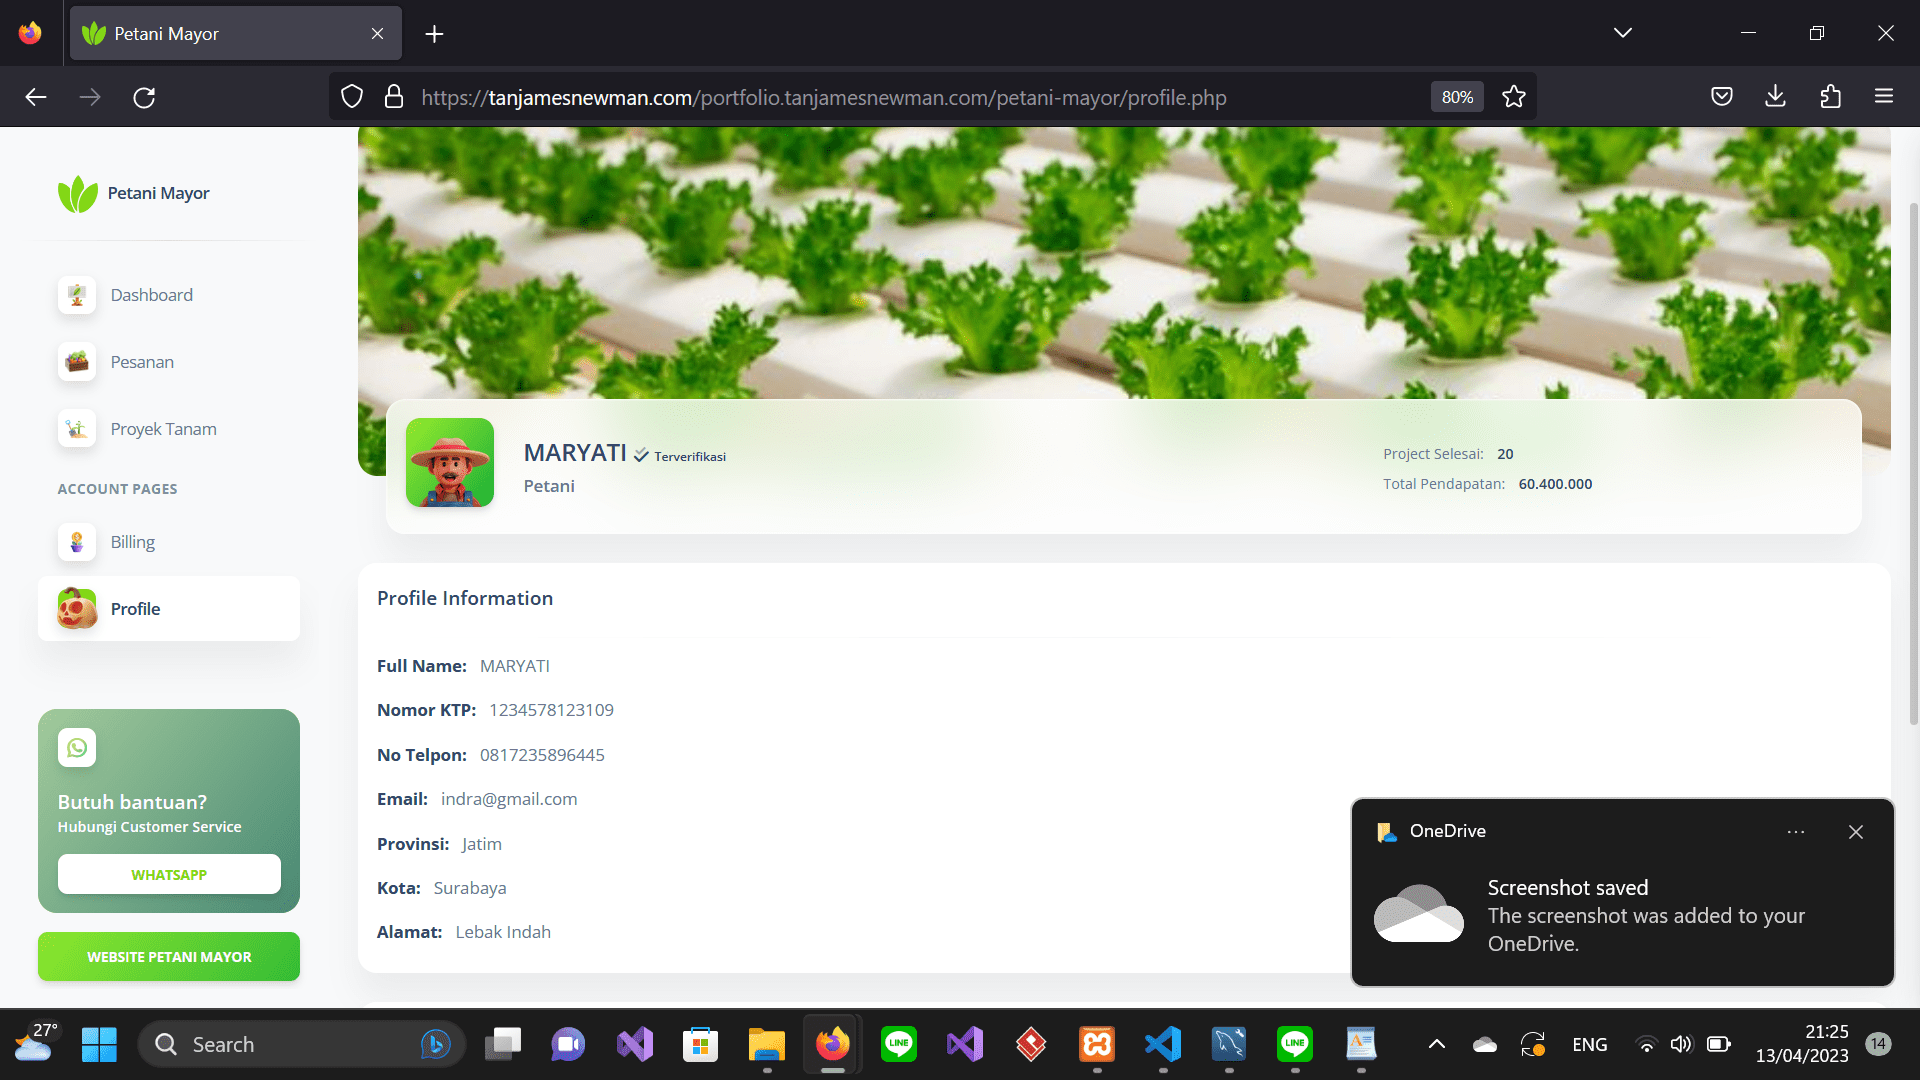 Petani Mayor
https://tanjamesnewman.com/portfolio.tanjamesnewman.com/petani-mayor/profile.php
80%
Petani Mayor
Dashboard
Pesanan
Proyek Tanam
ACCOUNT PAGES
Billing
Profile
Butuh bantuan?
Hubungi Customer Service
WHATSAPP
WEBSITE PETANI MAYOR
MARYATI Terverifikasi
Petani
Project Selesai: 20
Total Pendapatan: 60.400.000
Profile Information
Full Name: MARYATI
Nomor KTP: 1234578123109
No Telpon: 0817235896445
Email: indra@gmail.com
Provinsi: Jatim
Kota: Surabaya
Alamat: Lebak Indah
OneDrive
Screenshot saved
The screenshot was added to your
OneDrive.
27°
Search
LINE
LINE
ENG
21:25
13/04/2023
14